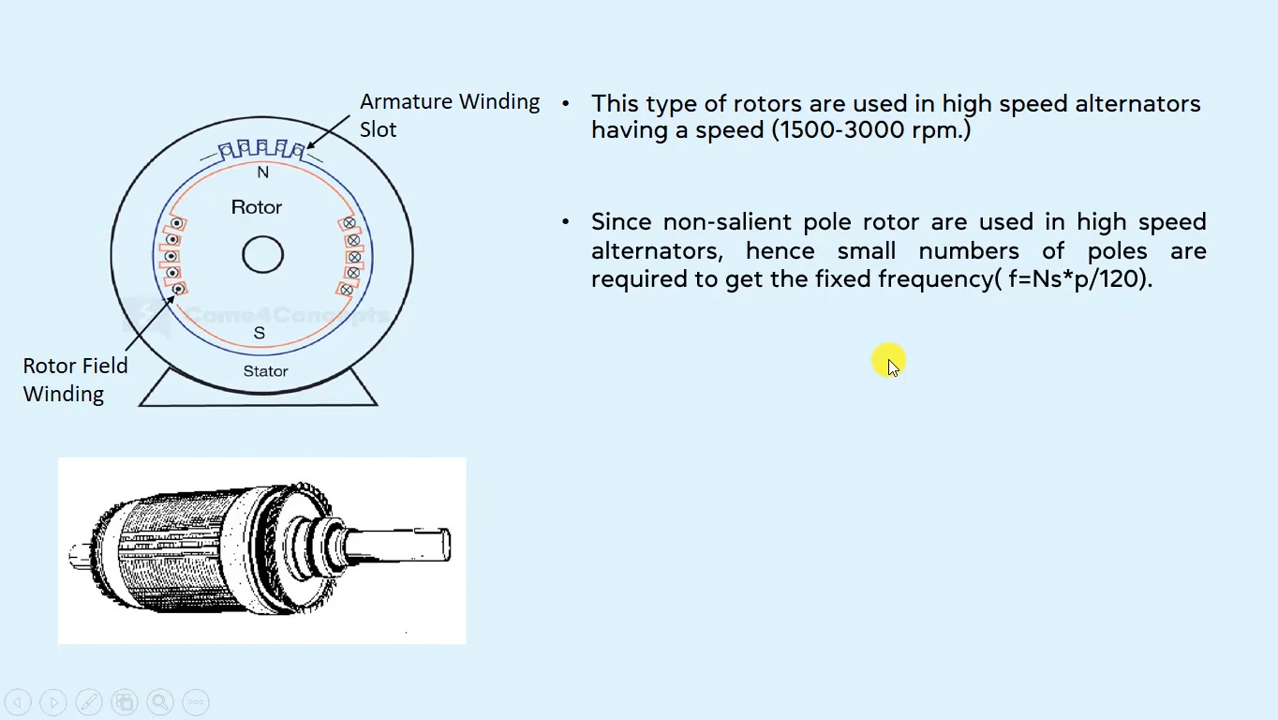 Armature Winding
Slot
N
Rotor
S
Stator
Rotor Field
Winding
Come4Concepts
• This type of rotors are used in high speed alternators
having a speed (1500-3000 rpm.)
• Since non-salient pole rotor are used in high speed
alternators, hence small numbers of poles are
required to get the fixed frequency( f=Ns*p/120).